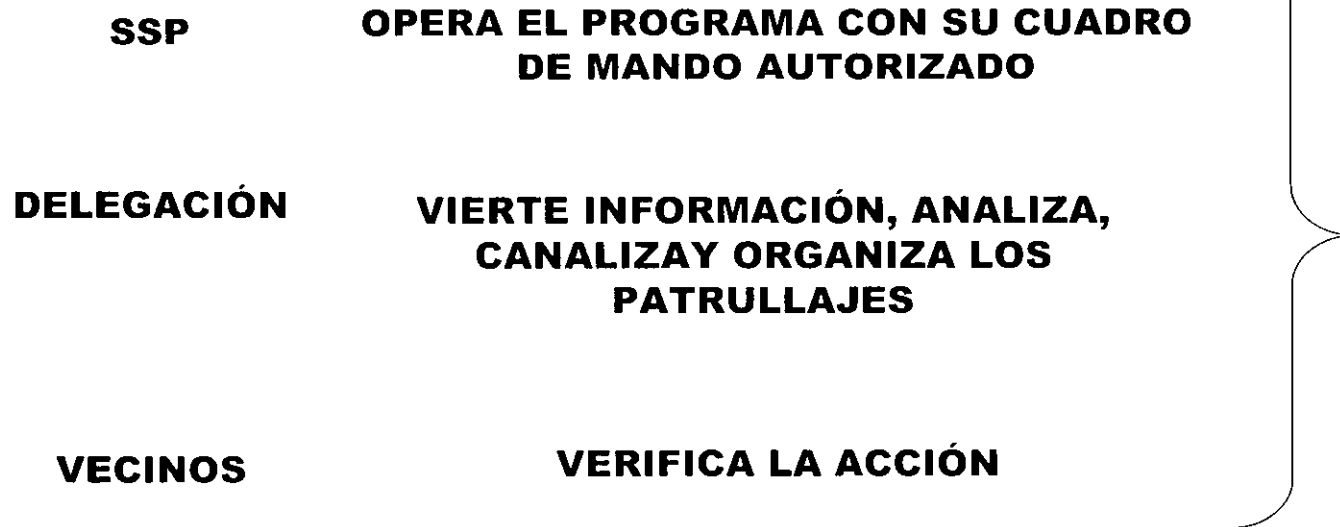 SSP OPERA EL PROGRAMA CON SU CUADRO
DE MANDO AUTORIZADO
DELEGACIÓN VIERTE INFORMACIÓN, ANALIZA,
CANALIZAY ORGANIZA LOS
PATRULLAJES
VECINOS VERIFICA LA ACCIÓN